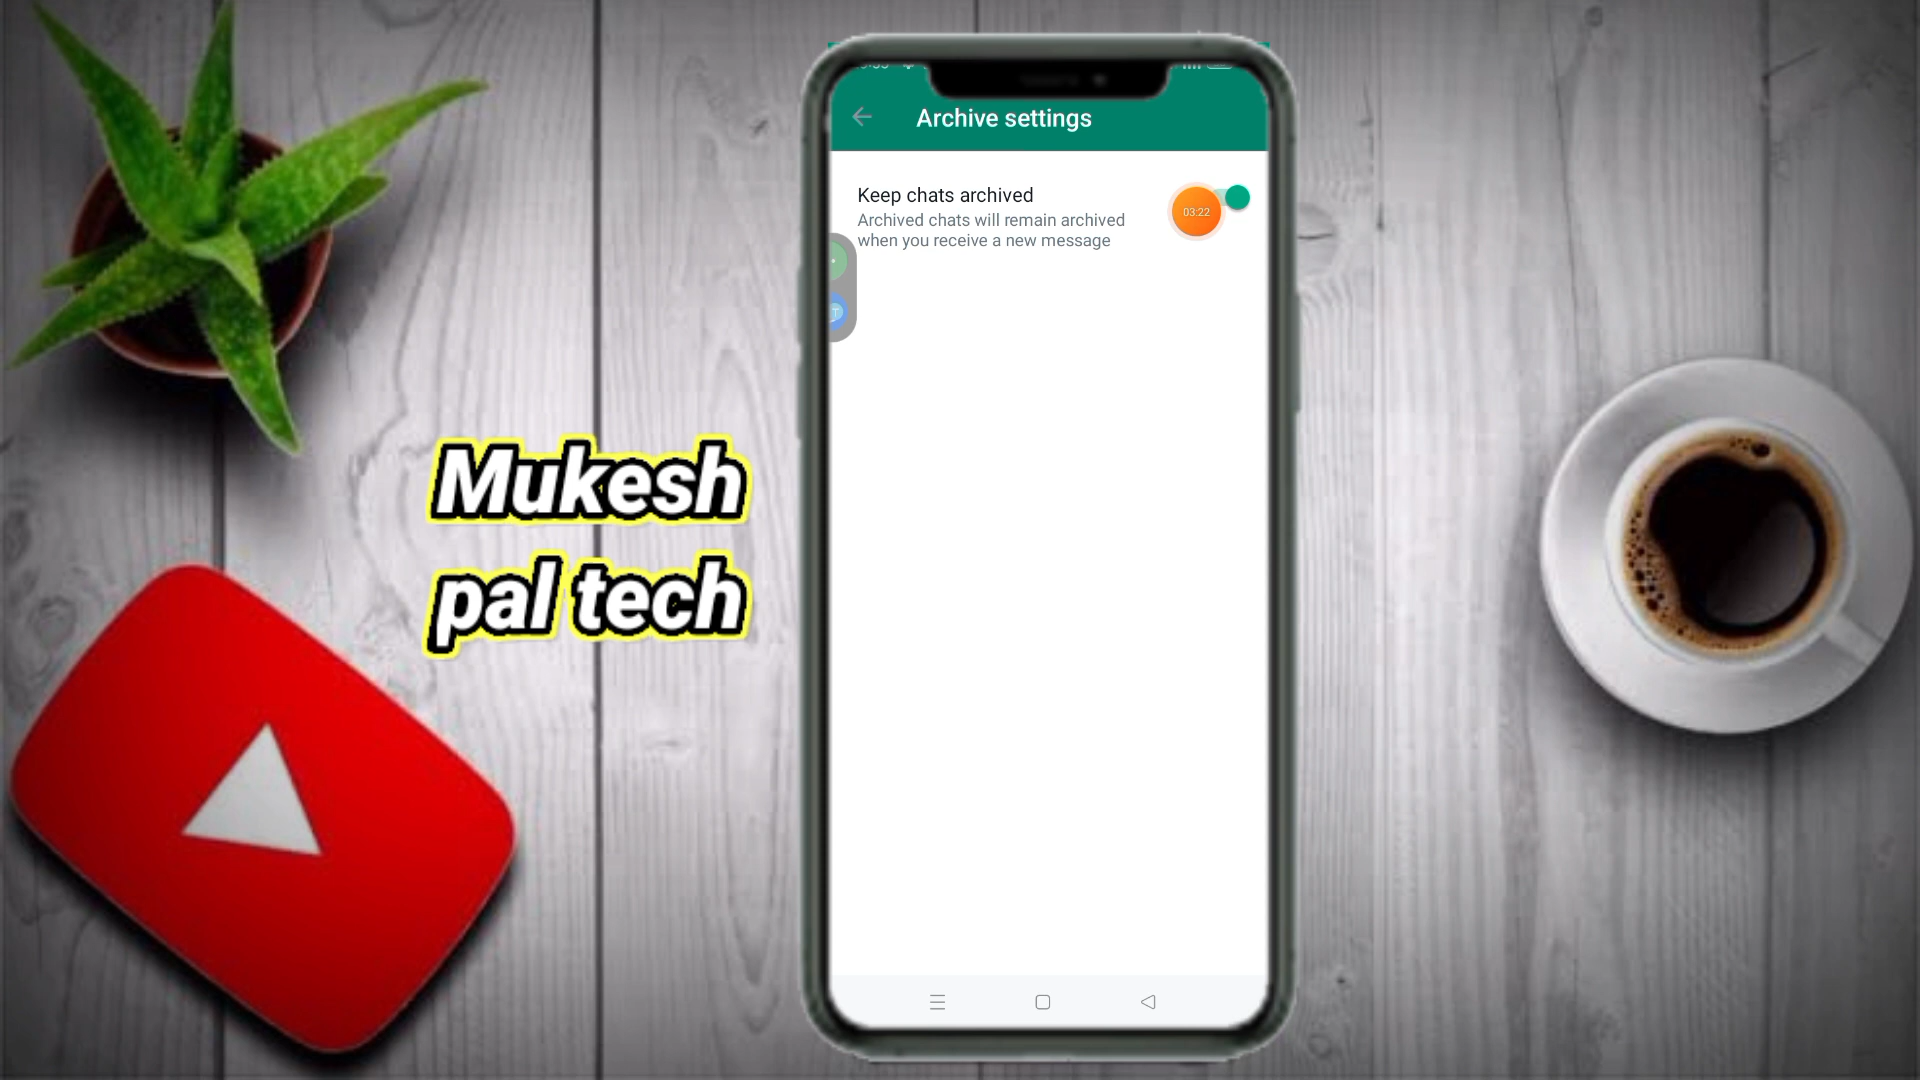 Archive settings
Keep chats archived
Archived chats will remain archived
when you receive a new message
03:22
Mukesh
pal tech